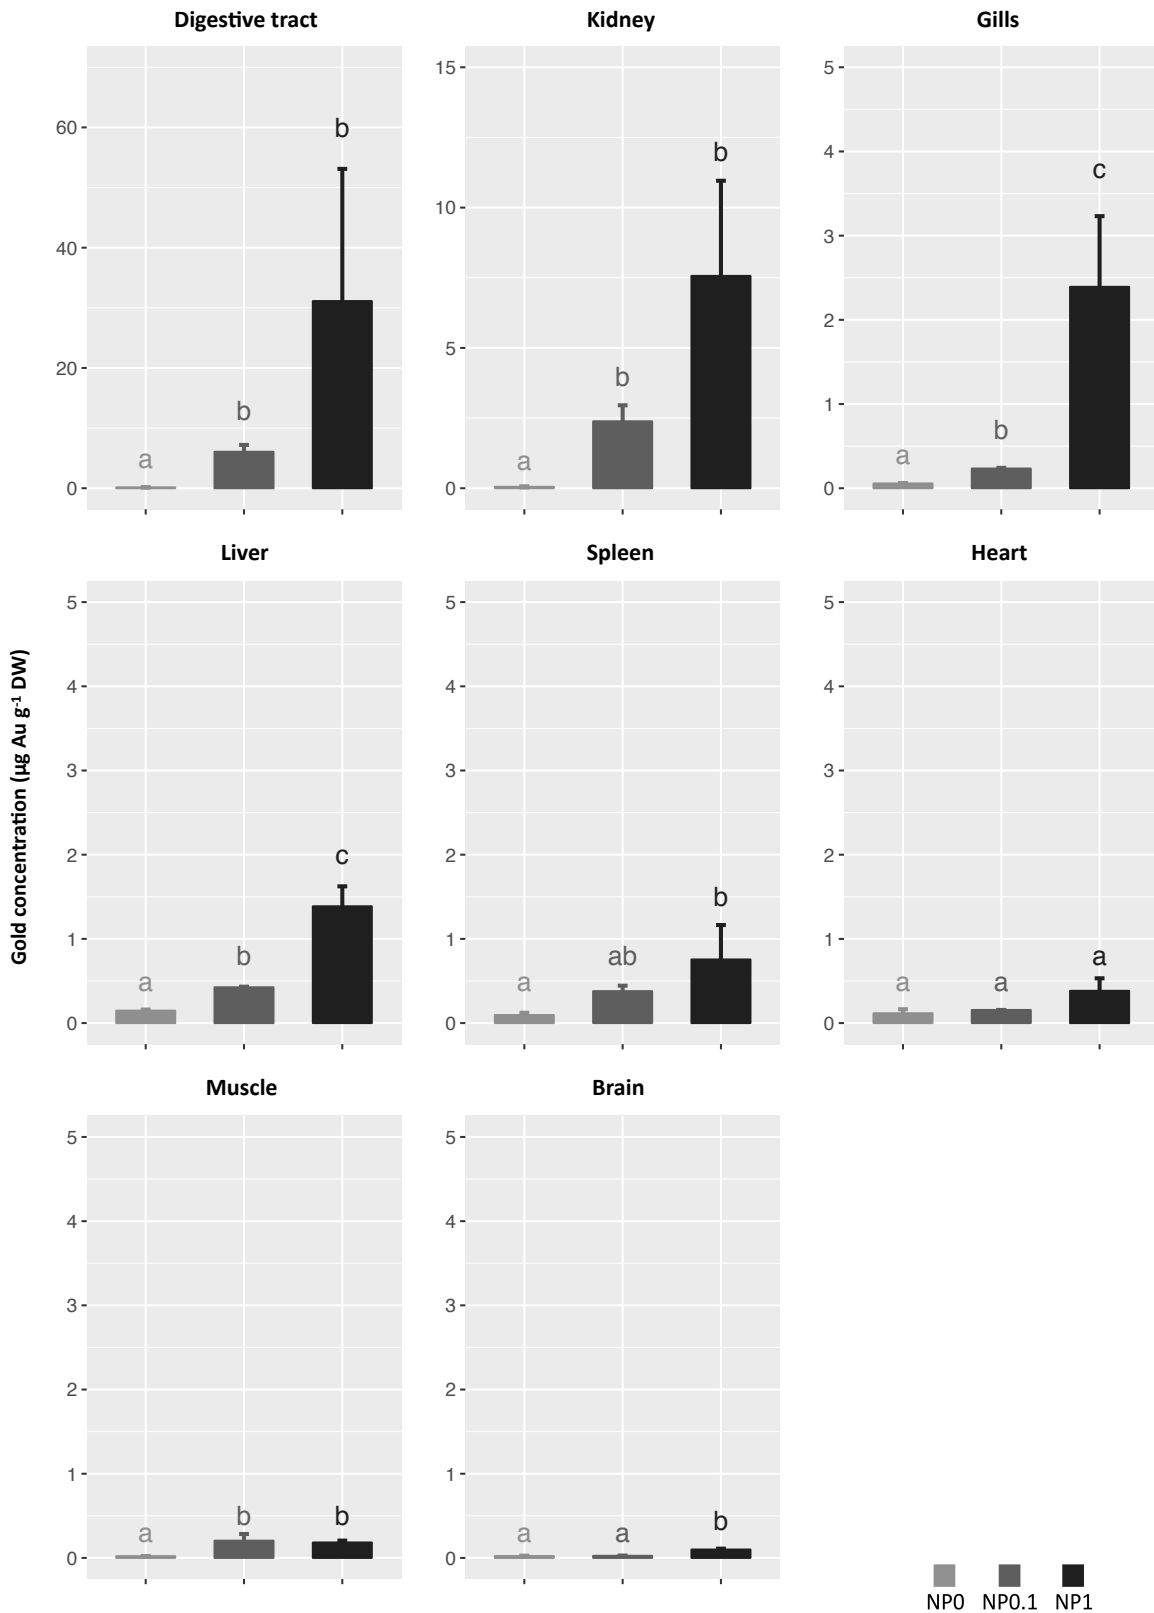 Digestive tract
Kidney
Gills
60
40
20
0
a
b
b
15
10
5
0
a
b
b
5
4
3
2
1
0
a
b
c
Liver
Spleen
Heart
Gold concentration (µg Au g⁻¹ DW)
5
4
3
2
1
0
a
b
c
5
4
3
2
1
0
a
ab
b
5
4
3
2
1
0
a
a
a
Muscle
Brain
5
4
3
2
1
0
a
b
b
5
4
3
2
1
0
a
a
b
NP0 NP0.1 NP1